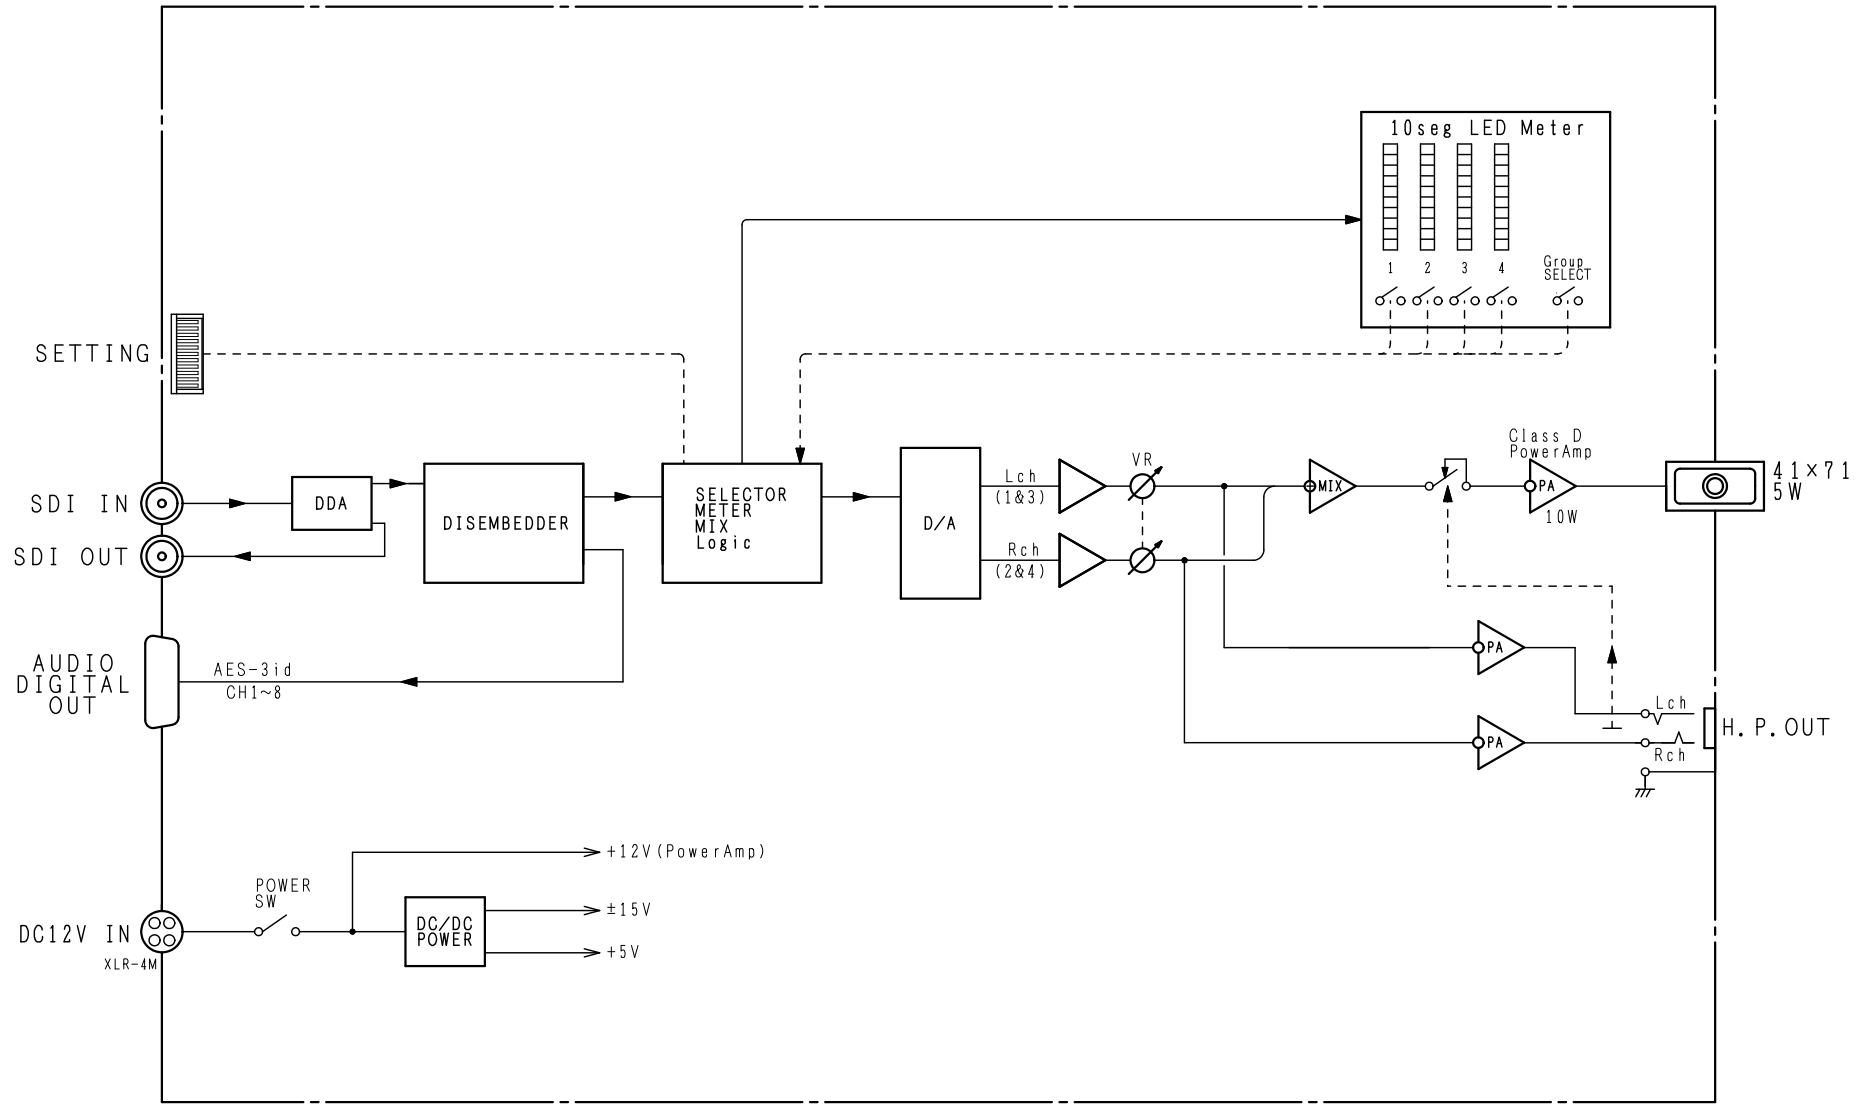 10seg LED Meter
1 2 3 4
Group
SELECT
SETTING
SDI IN
SDI OUT
DDA
DISEMBEDDER
SELECTOR
METER
MIX
Logic
D/A
Lch
(1&3)
Rch
(2&4)
VR
MIX
Class D
PowerAmp
PA
10W
41×71
5W
AUDIO
DIGITAL
OUT
AES-3id
CH1~8
PA
PA
Lch
Rch
H.P.OUT
+12V(PowerAmp)
POWER
SW
DC/DC
POWER
±15V
+5V
DC12V IN
XLR-4M